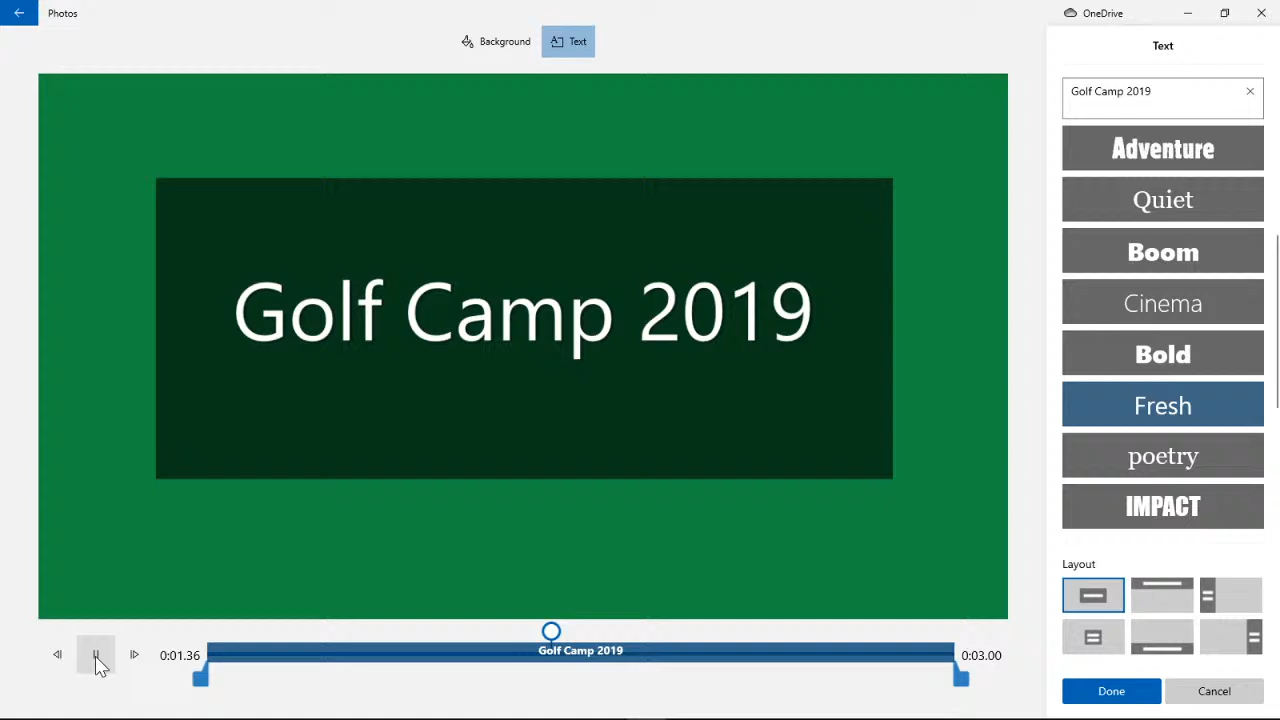 Photos
OneDrive
Background
Text
Text
Golf Camp 2019
Adventure
Quiet
Boom
Cinema
Bold
Fresh
poetry
IMPACT
Golf Camp 2019
Layout
0:01.36
Golf Camp 2019
0:03.00
Done
Cancel